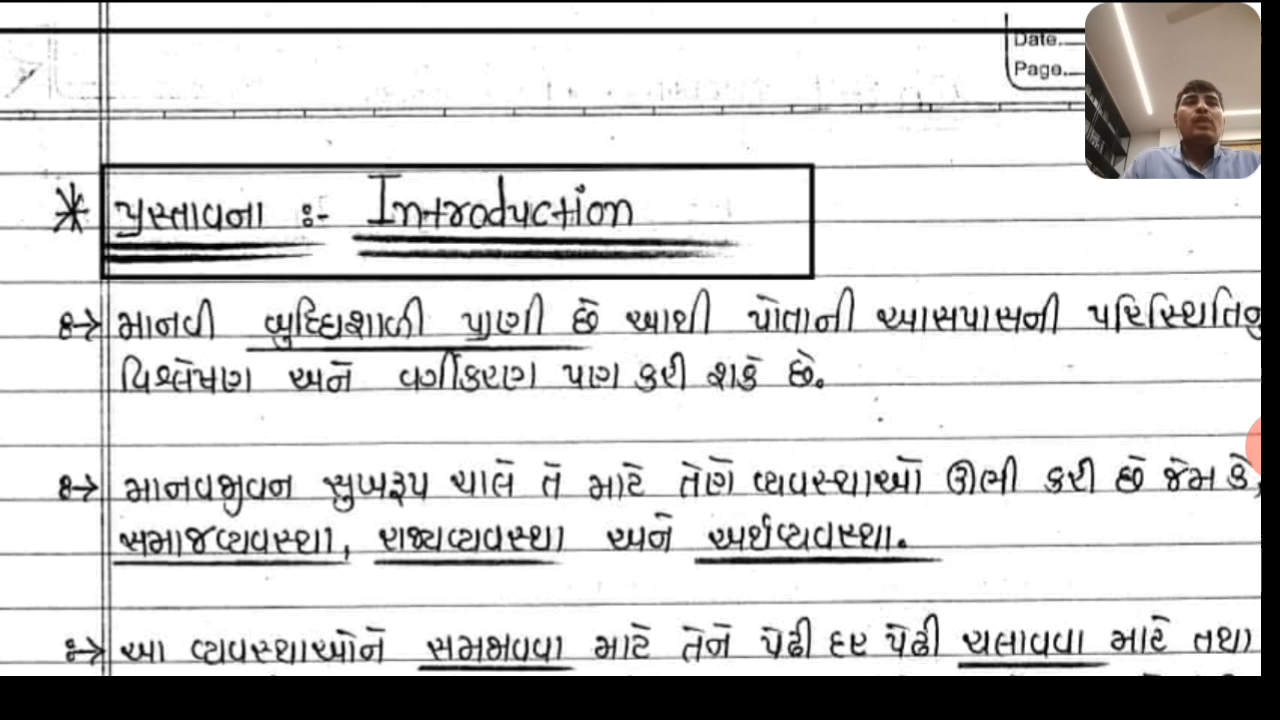 Date.
Page.
* પ્રસ્તાવના :- Introduction
:→ માનવી બુદ્ધિશાળી પ્રાણી છે આથી પોતાની આસપાસની પરિસ્થિતિનુ
વિશ્લેષણ અને વર્ગીકરણ પણ કરી શકે છે.
:→ માનવજીવન સુખરૂપ ચાલે તે માટે તેણે વ્યવસ્થાઓ ઊભી કરી છે જેમ કે,
સમાજવ્યવસ્થા, રાજ્યવ્યવસ્થા અને અર્થવ્યવસ્થા.
:→ આ વ્યવસ્થાઓને સમજાવવા માટે તેને પેઢી દર પેઢી ચલાવવા માટે તથા